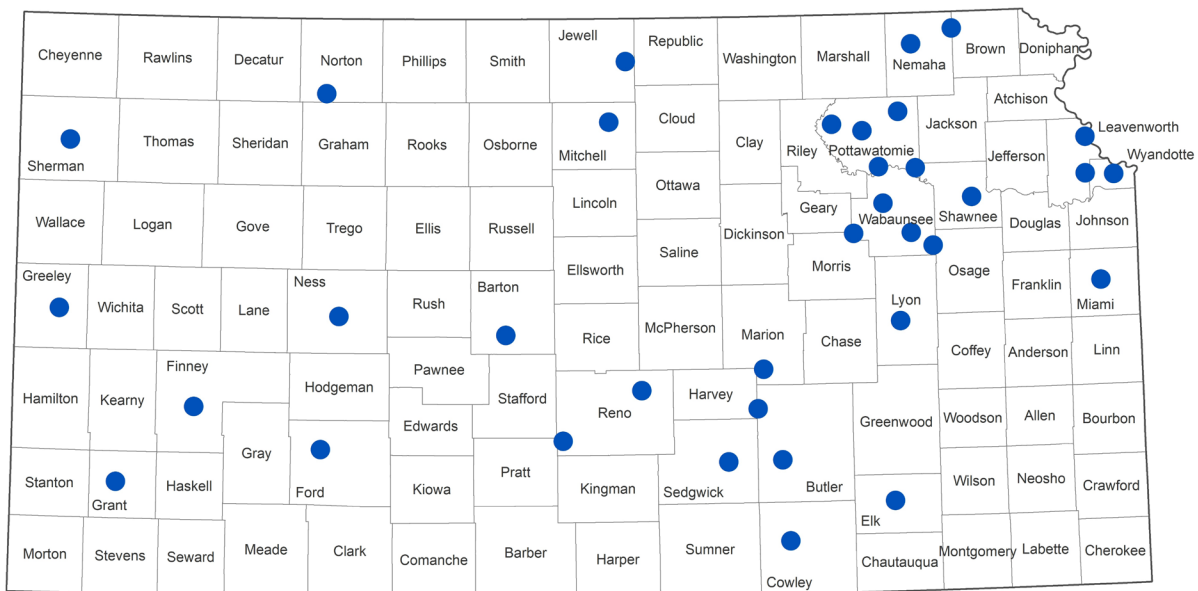 Cheyenne
Rawlins
Decatur
Norton
Phillips
Smith
Jewell
Republic
Washington
Marshall
Nemaha
Brown
Doniphan
Sherman
Thomas
Sheridan
Graham
Rooks
Osborne
Mitchell
Cloud
Clay
Riley
Pottawatomie
Jackson
Atchison
Jefferson
Leavenworth
Wyandotte
Wallace
Logan
Gove
Trego
Ellis
Russell
Lincoln
Ottawa
Saline
Dickinson
Geary
Wabaunsee
Shawnee
Douglas
Johnson
Greeley
Wichita
Scott
Lane
Ness
Rush
Barton
Ellsworth
Rice
McPherson
Marion
Morris
Chase
Lyon
Osage
Franklin
Miami
Hamilton
Kearny
Finney
Hodgeman
Pawnee
Edwards
Stafford
Reno
Harvey
Coffey
Anderson
Linn
Greenwood
Woodson
Allen
Bourbon
Stanton
Grant
Haskell
Gray
Ford
Kiowa
Pratt
Kingman
Sedgwick
Butler
Elk
Wilson
Neosho
Crawford
Morton
Stevens
Seward
Meade
Clark
Comanche
Barber
Harper
Sumner
Cowley
Chautauqua
Montgomery
Labette
Cherokee